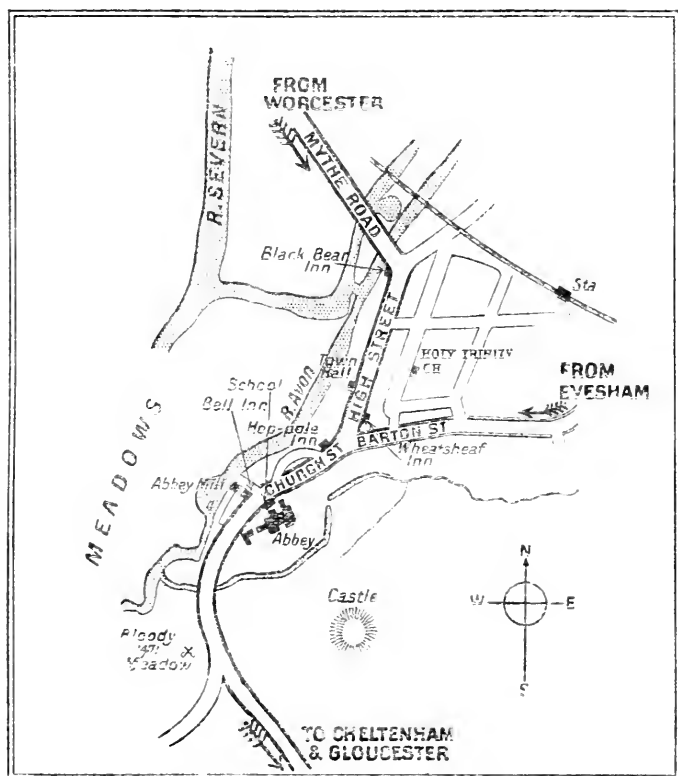 FROM
WORCESTER
R. SEVERN
MYTHE ROAD
Black Bear
Inn
Sta
HIGH STREET
Town
Hall
HOLY TRINITY
CH
FROM
EVESHAM
R. AVON
School
Bell Inn
Hop-pole
Inn
BARTON ST
Wheatsheaf
Inn
CHURCH ST
Abbey Mill
MEADOWS
Abbey
Castle
N
W
E
S
Bloody
Meadow
TO CHELTENHAM
& GLOUCESTER